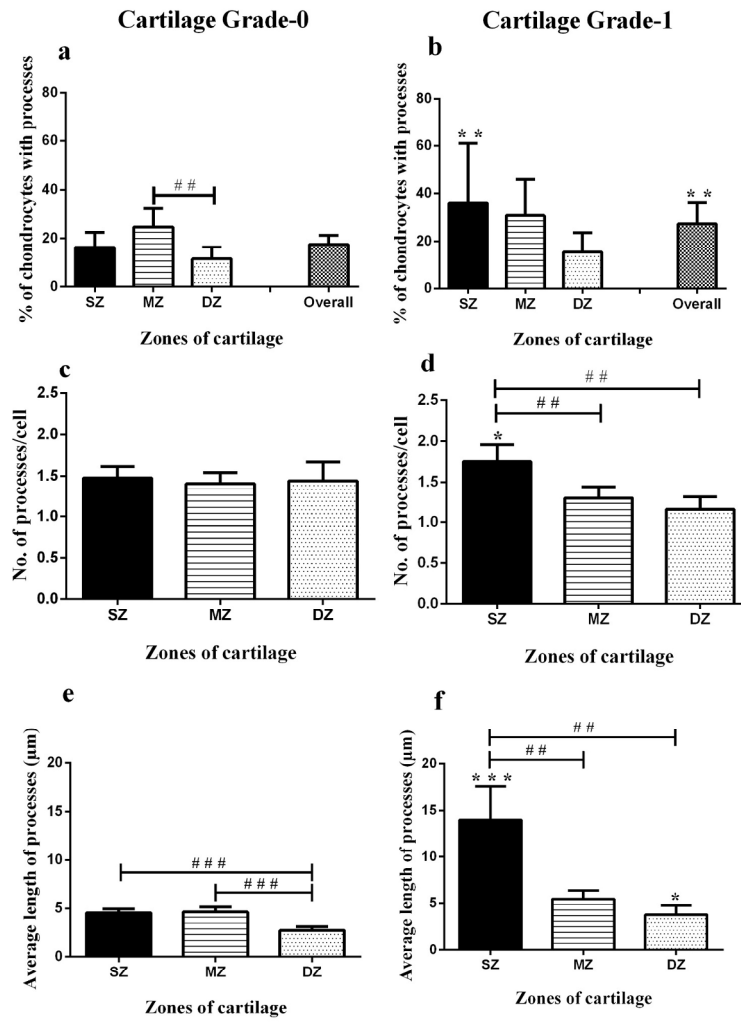 Cartilage Grade-0
Cartilage Grade-1
a
% of chondrocytes with processes
80
60
40
20
0
# #
SZ MZ DZ Overall
Zones of cartilage
b
% of chondrocytes with processes
80
60
40
20
0
* *
* *
SZ MZ DZ Overall
Zones of cartilage
c
No. of processes/cell
2.5
2.0
1.5
1.0
0.5
0.0
SZ MZ DZ
Zones of cartilage
d
No. of processes/cell
2.5
2.0
1.5
1.0
0.5
0.0
# #
# #
*
SZ MZ DZ
Zones of cartilage
e
Average length of processes (µm)
20
15
10
5
0
# # #
# # #
SZ MZ DZ
Zones of cartilage
f
Average length of processes (µm)
20
15
10
5
0
# #
# #
* * *
*
SZ MZ DZ
Zones of cartilage